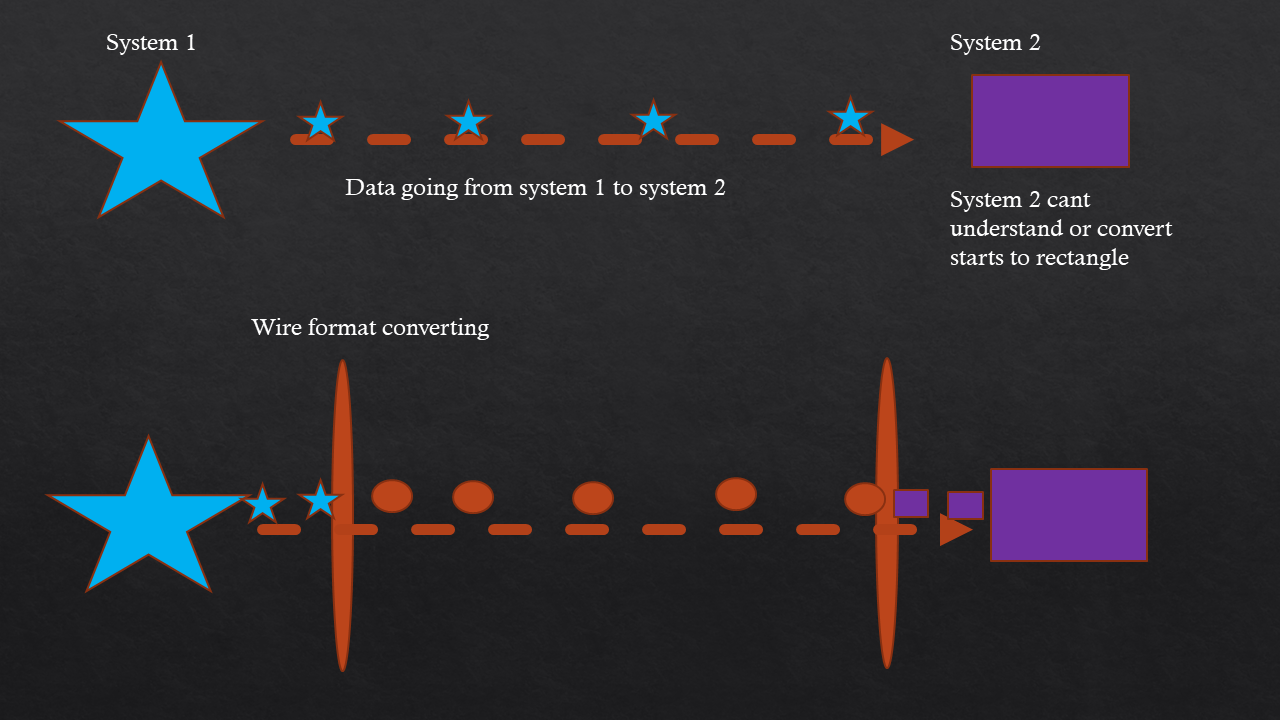 System 1
System 2
Data going from system 1 to system 2
System 2 cant
understand or convert
starts to rectangle
Wire format converting